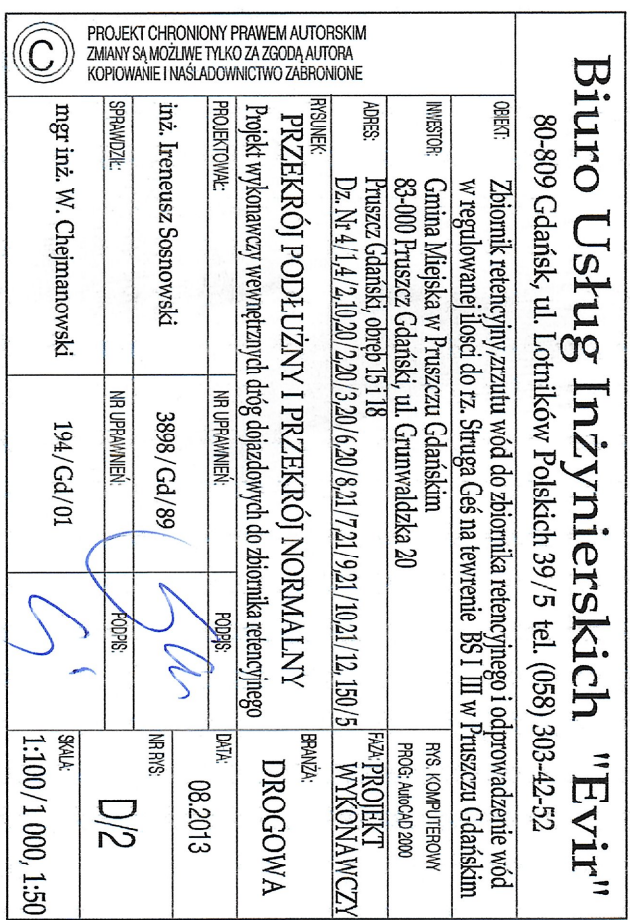 Biuro Usług Inżynierskich "Evir"
80-809 Gdańsk, ul. Lotników Polskich 39/5 tel. (058) 303-42-52
OBIEKT:
Zbiornik retencyjny,zrzutu wód do zbiornika retencyjnego i odprowadzenie wód
w regulowanej ilosci do rz. Struga Gęś na tewrenie BS I III w Pruszczu Gdańskim
INWESTOR:
Gmina Miejska w Pruszczu Gdańskim
83-000 Pruszcz Gdański, ul. Grunwaldzka 20
RYS. KOMPUTEROWY
PROG: AutoCAD 2000
ADRES:
Pruszcz Gdański, obręb 15 i 18
Dz. Nr 4/1,4/2,10,20/2,20/3,20/6,20/8,21/7,21/9,21/10,21/12, 150/5
FAZA: PROJEKT
WYKONAWCZY
RYSUNEK:
PRZEKRÓJ PODŁUŻNY I PRZEKRÓJ NORMALNY
Projekt wykonawczy wewnętrznych dróg dojazdowych do zbiornika retencyjnego
BRANŻA:
DROGOWA
PROJEKTOWAŁ:
inż. Ireneusz Sosnowski
NR UPRAWNIEŃ:
3898/Gd/89
PODPIS:
DATA:
08.2013
SPRAWDZIŁ:
mgr inż. W. Chejmanowski
NR UPRAWNIEŃ:
194/Gd/01
PODPIS:
NR RYS:
D/2
SKALA:
1:100/1 000, 1:50
©
PROJEKT CHRONIONY PRAWEM AUTORSKIM
ZMIANY SĄ MOŻLIWE TYLKO ZA ZGODĄ AUTORA
KOPIOWANIE I NAŚLADOWNICTWO ZABRONIONE